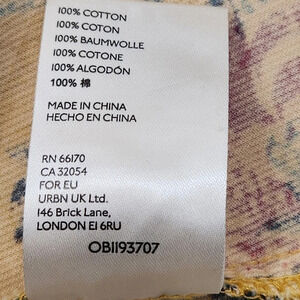 100% COTTON
100% COTON
100% BAUMWOLLE
100% COTONE
100% ALGODÓN
100% 棉
MADE IN CHINA
HECHO EN CHINA
RN 66170
CA 32054
FOR EU
URBN UK Ltd.
146 Brick Lane,
LONDON E1 6RU
OB1193707